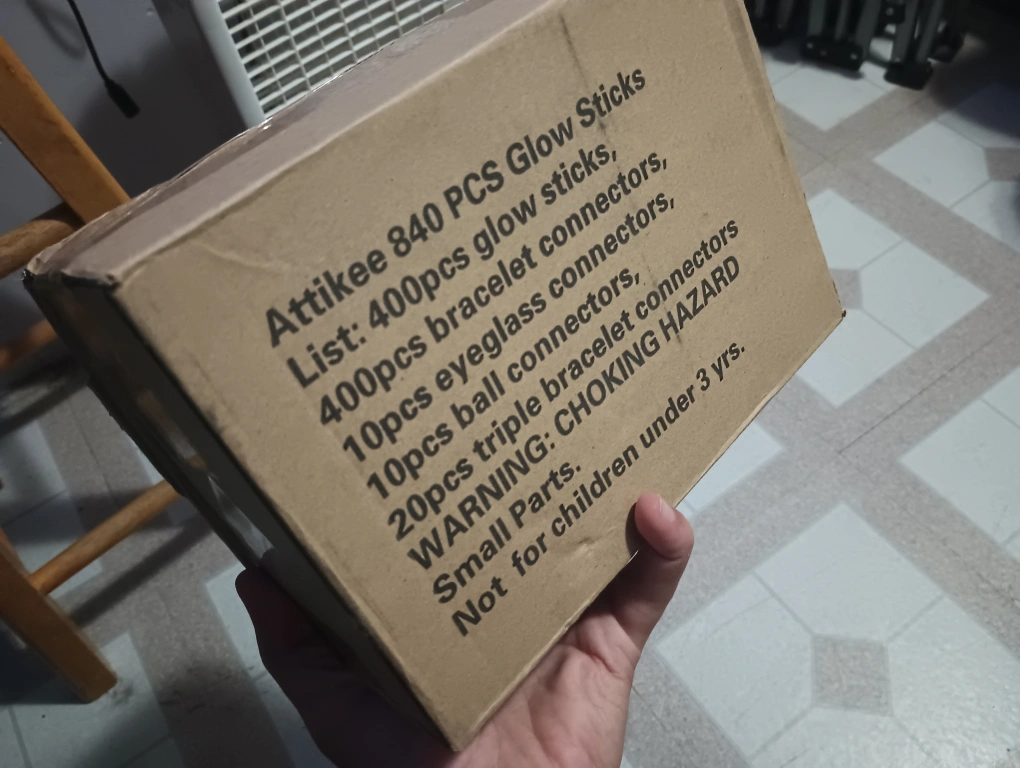 Attikee 840 PCS Glow Sticks
List: 400pcs glow sticks,
400pcs bracelet connectors,
10pcs eyeglass connectors,
10pcs ball connectors,
20pcs triple bracelet connectors
WARNING: CHOKING HAZARD
Small Parts.
Not for children under 3 yrs.